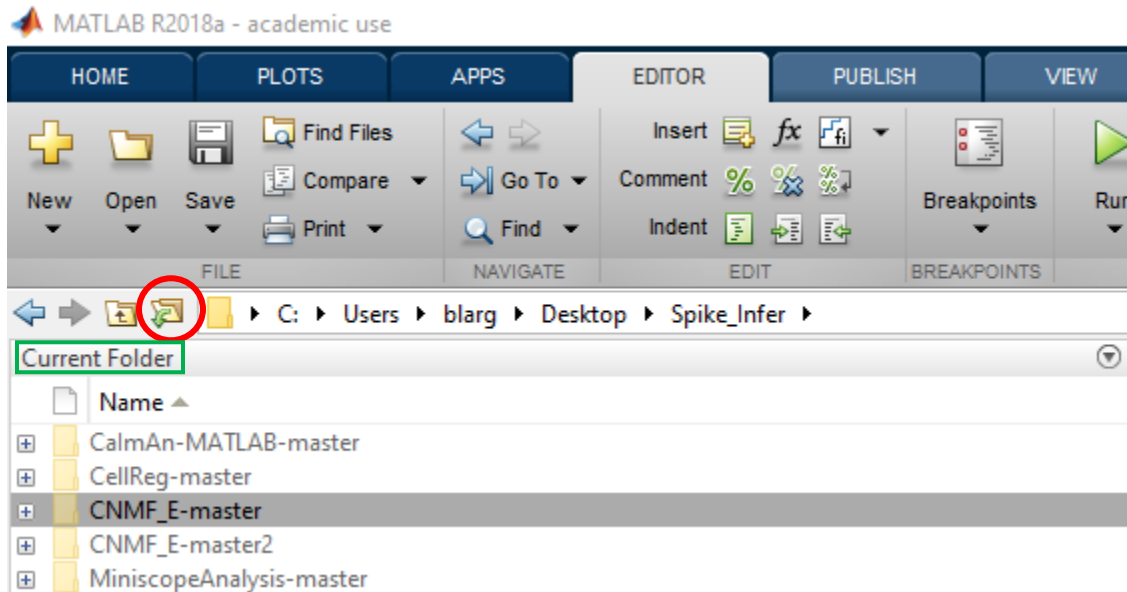 MATLAB R2018a - academic use
HOME PLOTS APPS EDITOR PUBLISH VIEW
Find Files Insert fx fi
Compare Go To Comment % % %
New Open Save Breakpoints Run
Print Find Indent
FILE NAVIGATE EDIT BREAKPOINTS
C: Users blarg Desktop Spike_Infer
Current Folder
Name
CaImAn-MATLAB-master
CellReg-master
CNMF_E-master
CNMF_E-master2
MiniscopeAnalysis-master